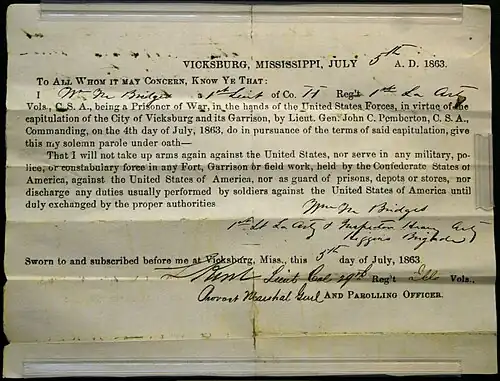 VICKSBURG, MISSISSIPPI, JULY 5th A. D. 1863.
TO ALL WHOM IT MAY CONCERN, KNOW YE THAT:
I Wm M Bridges a 1st Lieut of Co. Reg't 1st La Arty
Vols., C. S. A., being a Prisoner of War, in the hands of the United States Forces, in virtue of the
capitulation of the City of Vicksburg and its Garrison, by Lieut. Gen. John C. Pemberton, C. S. A.,
Commanding, on the 4th day of July, 1863, do in pursuance of the terms of said capitulation, give
this my solemn parole under oath—
That I will not take up arms again against the United States, nor serve in any military, po-
lice, or constabulary force in any Fort, Garrison or field work, held by the Confederate States of
America, against the United States of America, nor as guard of prisons, depots or stores, nor
discharge any duties usually performed by soldiers against the United States of America until
duly exchanged by the proper authorities
Wm M Bridges
1st Lt La Arty & Inspector Heavy Arty
Higgins Brigade
Sworn to and subscribed before me at Vicksburg, Miss., this 5th day of July, 1863
Lieut Col 29th Reg't Ill Vols.,
Provost Marshal Genl AND PAROLLING OFFICER.